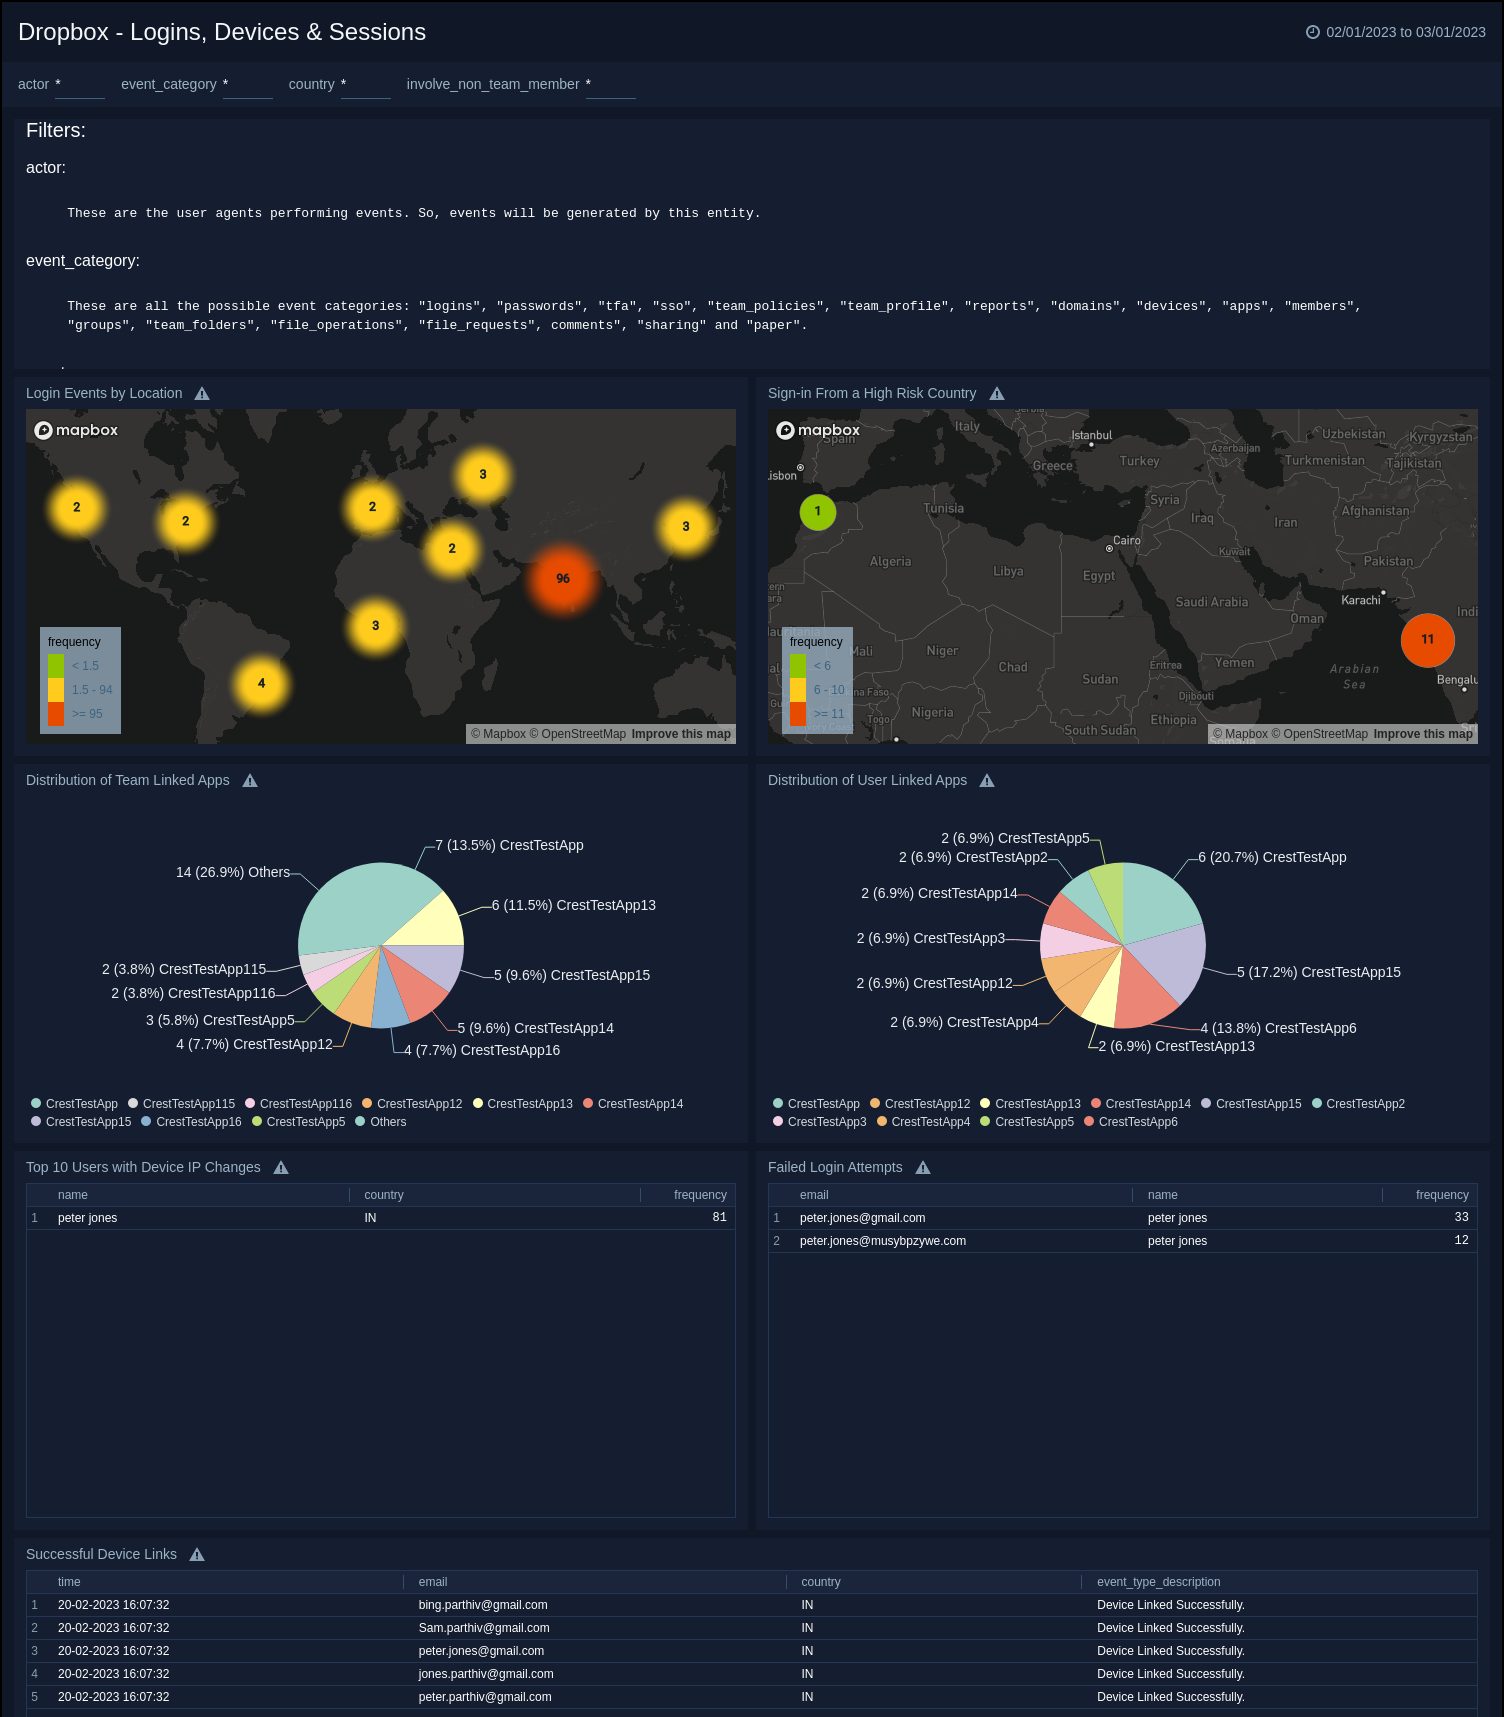 Dropbox - Logins, Devices & Sessions
02/01/2023 to 03/01/2023
actor * event_category * country * involve_non_team_member *
Filters:
actor:
These are the user agents performing events. So, events will be generated by this entity.
event_category:
These are all the possible event categories: "logins", "passwords", "tfa", "sso", "team_policies", "team_profile", "reports", "domains", "devices", "apps", "members",
"groups", "team_folders", "file_operations", "file_requests", comments", "sharing" and "paper".
Login Events by Location
mapbox
3
2
2
2
3
2
96
3
4
frequency
< 1.5
1.5 - 94
>= 95
© Mapbox © OpenStreetMap Improve this map
Sign-in From a High Risk Country
mapbox
Serbia
Italy
Spain
Istanbul
Uzbekistan
Kyrgyzstan
Azerbaijan
Greece
Turkey
Turkmenistan
Tajikistan
isbon
Syria
1
Tunisia
Iraq
Iran
Afghanistan
Cairo
Kuwait
Algeria
Libya
Egypt
Pakistan
ern
ara
Saudi Arabia
Karachi
Oman
Indi
Mauritania
11
Mali
Niger
Chad
Eritrea
Yemen
Arabian
Sea
Sudan
Bengalu
na Faso
Djibouti
Togo
Nigeria
Ethiopia
South Sudan
Somalia
Sri
frequency
< 6
6 - 10
>= 11
© Mapbox © OpenStreetMap Improve this map
Distribution of Team Linked Apps
7 (13.5%) CrestTestApp
14 (26.9%) Others
6 (11.5%) CrestTestApp13
2 (3.8%) CrestTestApp115
5 (9.6%) CrestTestApp15
2 (3.8%) CrestTestApp116
3 (5.8%) CrestTestApp5
5 (9.6%) CrestTestApp14
4 (7.7%) CrestTestApp12
4 (7.7%) CrestTestApp16
CrestTestApp CrestTestApp115 CrestTestApp116 CrestTestApp12 CrestTestApp13 CrestTestApp14
CrestTestApp15 CrestTestApp16 CrestTestApp5 Others
Distribution of User Linked Apps
2 (6.9%) CrestTestApp5
2 (6.9%) CrestTestApp2
6 (20.7%) CrestTestApp
2 (6.9%) CrestTestApp14
2 (6.9%) CrestTestApp3
5 (17.2%) CrestTestApp15
2 (6.9%) CrestTestApp12
2 (6.9%) CrestTestApp4
4 (13.8%) CrestTestApp6
2 (6.9%) CrestTestApp13
CrestTestApp CrestTestApp12 CrestTestApp13 CrestTestApp14 CrestTestApp15 CrestTestApp2
CrestTestApp3 CrestTestApp4 CrestTestApp5 CrestTestApp6
Top 10 Users with Device IP Changes
name country frequency
1 peter jones IN 81
Failed Login Attempts
email name frequency
1 peter.jones@gmail.com peter jones 33
2 peter.jones@musybpzywe.com peter jones 12
Successful Device Links
time email country event_type_description
1 20-02-2023 16:07:32 bing.parthiv@gmail.com IN Device Linked Successfully.
2 20-02-2023 16:07:32 Sam.parthiv@gmail.com IN Device Linked Successfully.
3 20-02-2023 16:07:32 peter.jones@gmail.com IN Device Linked Successfully.
4 20-02-2023 16:07:32 jones.parthiv@gmail.com IN Device Linked Successfully.
5 20-02-2023 16:07:32 peter.parthiv@gmail.com IN Device Linked Successfully.